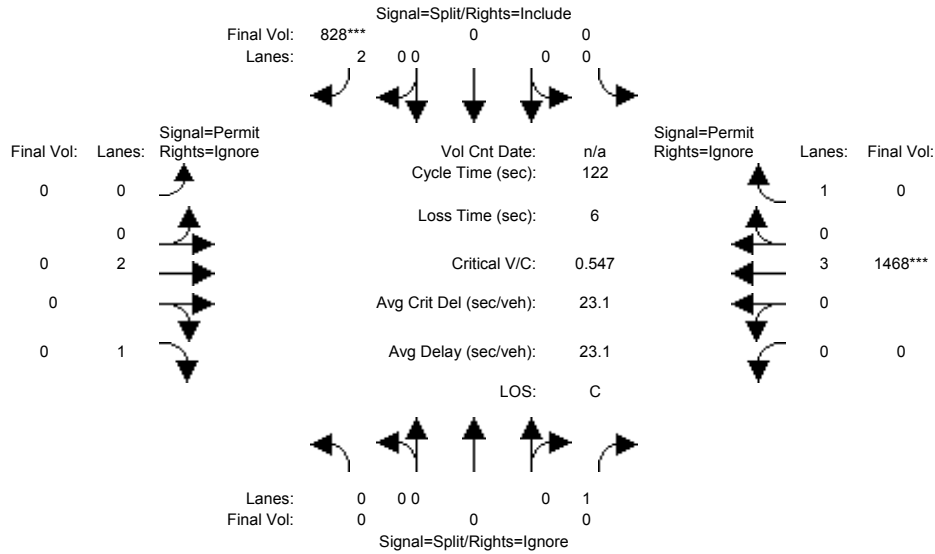 Signal=Split/Rights=Include
Final Vol: 828*** 0 0
Lanes: 2 0 0 0 0
Signal=Permit Signal=Permit
Final Vol: Lanes: Rights=Ignore Vol Cnt Date: n/a Rights=Ignore Lanes: Final Vol:
Cycle Time (sec): 122
0 0 1 0
Loss Time (sec): 6
0 0
0 2 Critical V/C: 0.547 3 1468***
0 Avg Crit Del (sec/veh): 23.1 0
0 1 Avg Delay (sec/veh): 23.1 0 0
LOS: C
Lanes: 0 0 0 0 1
Final Vol: 0 0 0
Signal=Split/Rights=Ignore